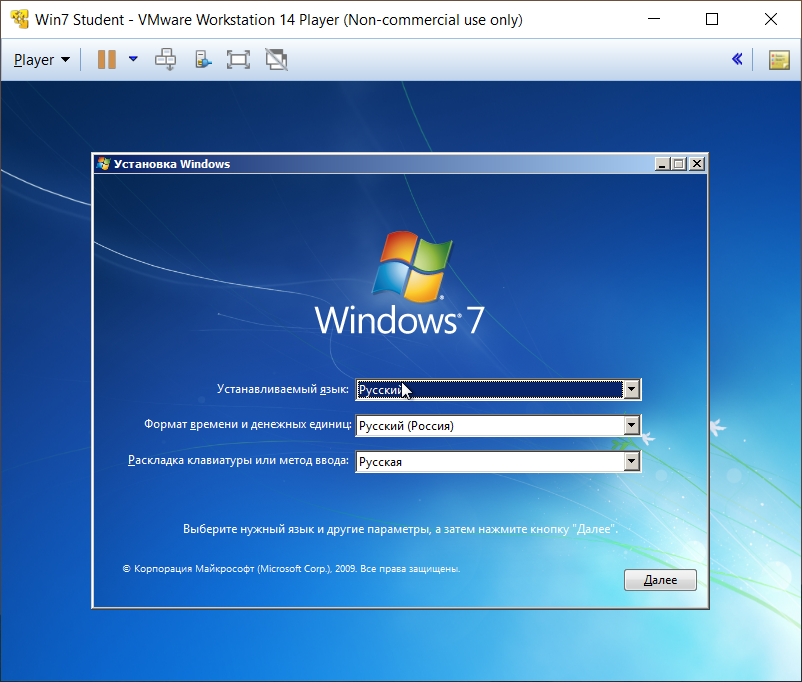 Win7 Student - VMware Workstation 14 Player (Non-commercial use only)
Player
Установка Windows
Windows 7
Устанавливаемый язык: Русский
Формат времени и денежных единиц: Русский (Россия)
Раскладка клавиатуры или метод ввода: Русская
Выберите нужный язык и другие параметры, а затем нажмите кнопку "Далее".
© Корпорация Майкрософт (Microsoft Corp.), 2009. Все права защищены.
Далее